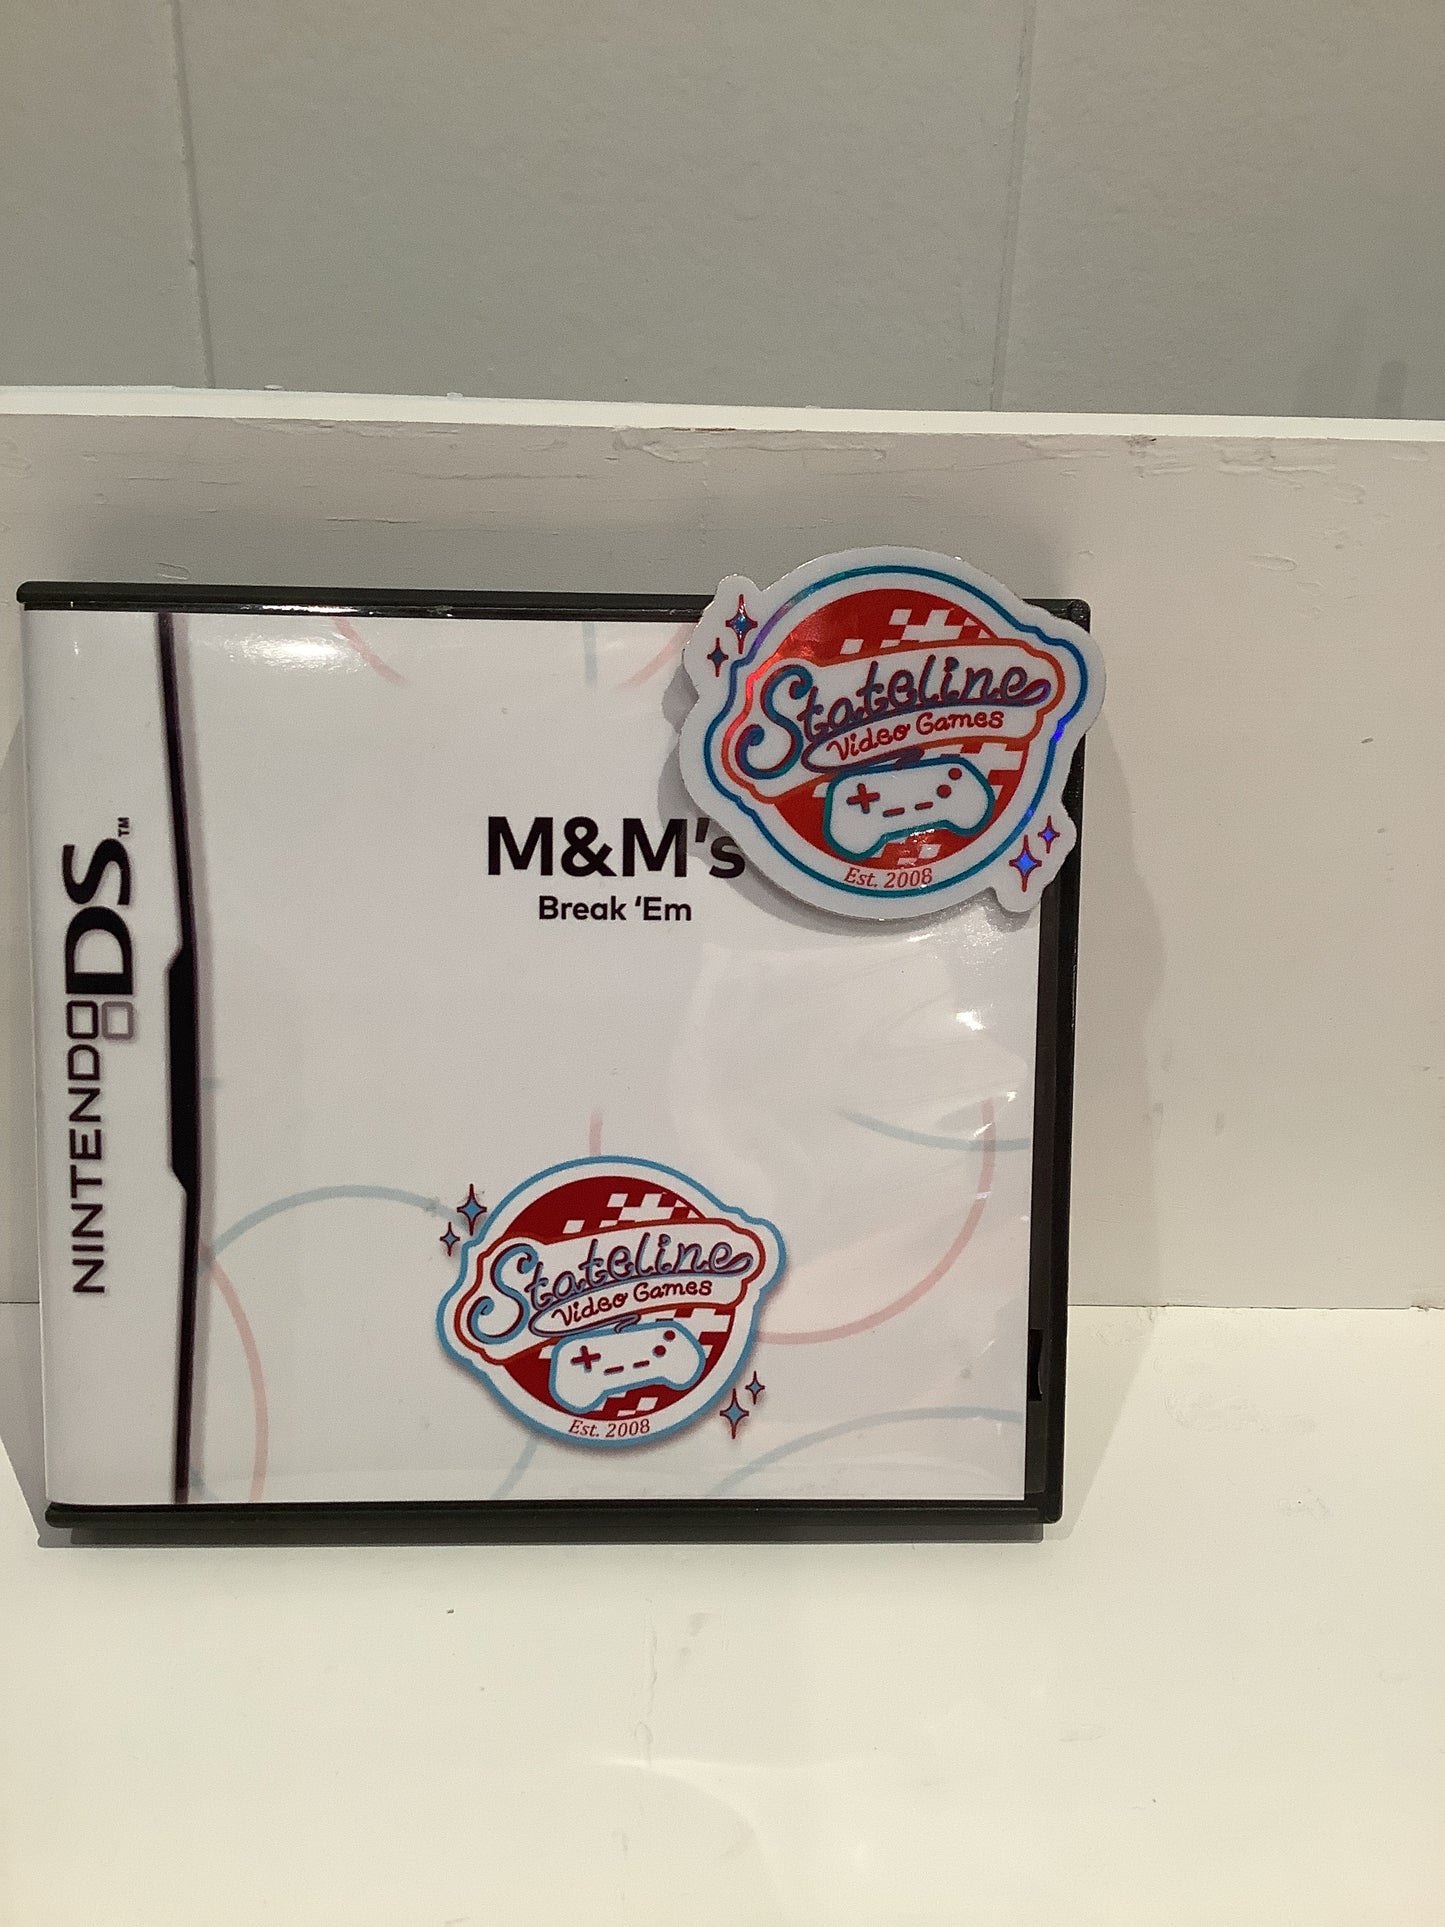 Stateline
Video Games
Est. 2008
NINTENDO DS™
M&M's
Break ‘Em
Stateline
Video Games
Est. 2008